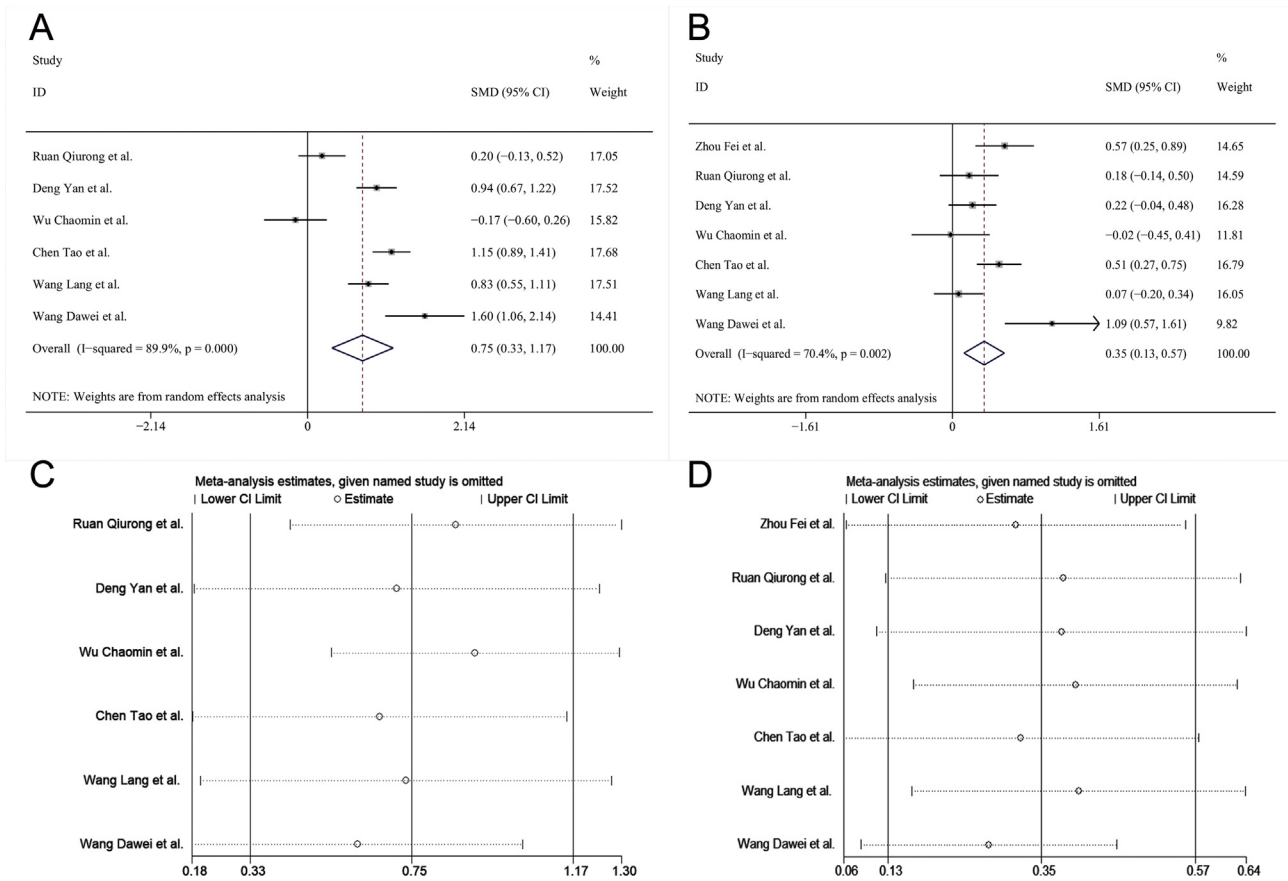 A
Study %
ID SMD (95% CI) Weight
Ruan Qiurong et al. 0.20 (−0.13, 0.52) 17.05
Deng Yan et al. 0.94 (0.67, 1.22) 17.52
Wu Chaomin et al. −0.17 (−0.60, 0.26) 15.82
Chen Tao et al. 1.15 (0.89, 1.41) 17.68
Wang Lang et al. 0.83 (0.55, 1.11) 17.51
Wang Dawei et al. 1.60 (1.06, 2.14) 14.41
Overall (I−squared = 89.9%, p = 0.000) 0.75 (0.33, 1.17) 100.00
NOTE: Weights are from random effects analysis
−2.14 0 2.14
B
Study %
ID SMD (95% CI) Weight
Zhou Fei et al. 0.57 (0.25, 0.89) 14.65
Ruan Qiurong et al. 0.18 (−0.14, 0.50) 14.59
Deng Yan et al. 0.22 (−0.04, 0.48) 16.28
Wu Chaomin et al. −0.02 (−0.45, 0.41) 11.81
Chen Tao et al. 0.51 (0.27, 0.75) 16.79
Wang Lang et al. 0.07 (−0.20, 0.34) 16.05
Wang Dawei et al. 1.09 (0.57, 1.61) 9.82
Overall (I−squared = 70.4%, p = 0.002) 0.35 (0.13, 0.57) 100.00
NOTE: Weights are from random effects analysis
−1.61 0 1.61
C
Meta-analysis estimates, given named study is omitted
Lower CI Limit Estimate Upper CI Limit
Ruan Qiurong et al.
Deng Yan et al.
Wu Chaomin et al.
Chen Tao et al.
Wang Lang et al.
Wang Dawei et al.
0.18 0.33 0.75 1.17 1.30
D
Meta-analysis estimates, given named study is omitted
Lower CI Limit Estimate Upper CI Limit
Zhou Fei et al.
Ruan Qiurong et al.
Deng Yan et al.
Wu Chaomin et al.
Chen Tao et al.
Wang Lang et al.
Wang Dawei et al.
0.06 0.13 0.35 0.57 0.64